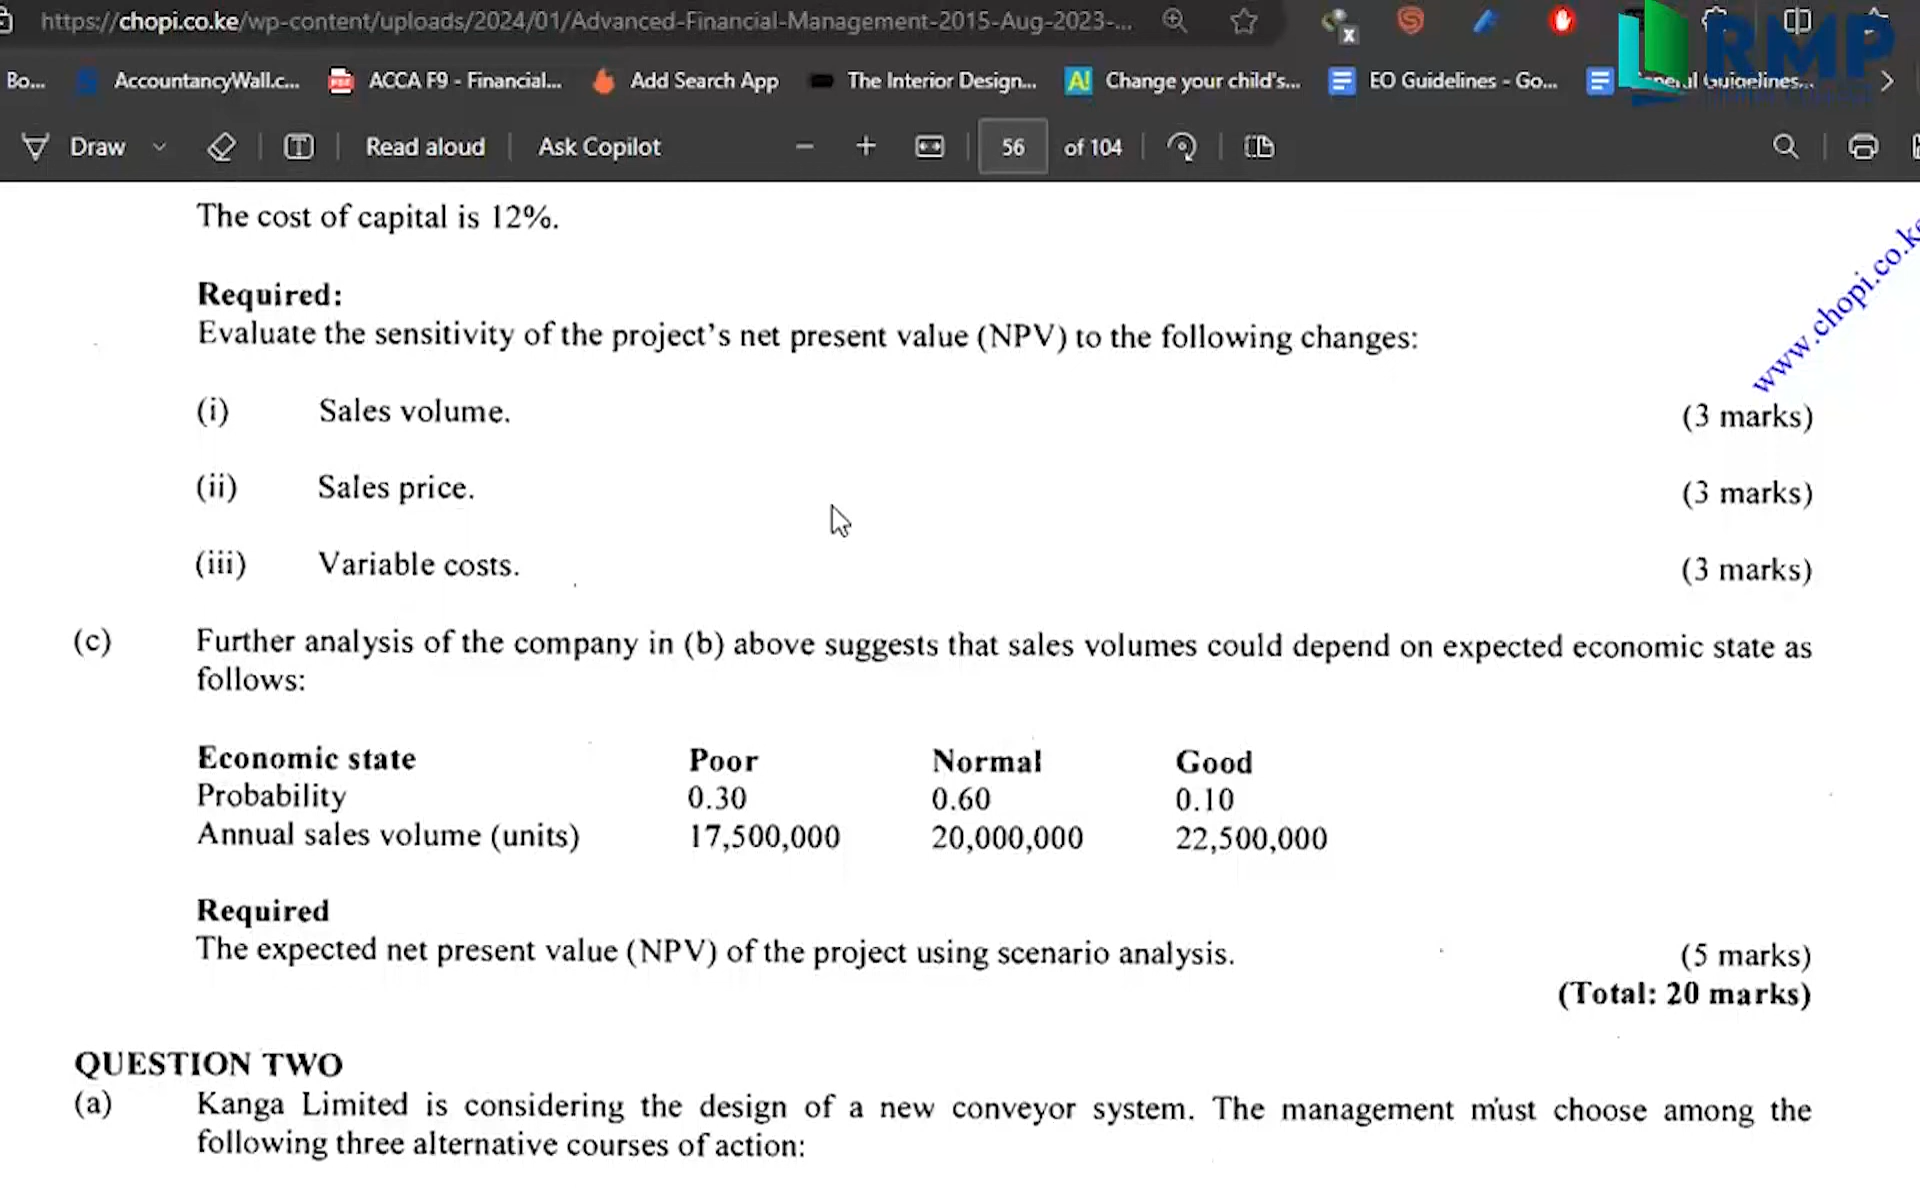 https://chopi.co.ke/wp-content/uploads/2024/01/Advanced-Financial-Management-2015-Aug-2023-...
RMP
Bo... AccountancyWall.c... ACCA F9 - Financial... Add Search App The Interior Design... A! Change your child's... EO Guidelines - Go... General Guidelines...
Draw Read aloud Ask Copilot 56 of 104
The cost of capital is 12%.
www.chopi.co.ke
Required:
Evaluate the sensitivity of the project's net present value (NPV) to the following changes:
(i) Sales volume. (3 marks)
(ii) Sales price. (3 marks)
(iii) Variable costs. (3 marks)
(c) Further analysis of the company in (b) above suggests that sales volumes could depend on expected economic state as
follows:
Economic state Poor Normal Good
Probability 0.30 0.60 0.10
Annual sales volume (units) 17,500,000 20,000,000 22,500,000
Required
The expected net present value (NPV) of the project using scenario analysis. (5 marks)
(Total: 20 marks)
QUESTION TWO
(a) Kanga Limited is considering the design of a new conveyor system. The management must choose among the
following three alternative courses of action: